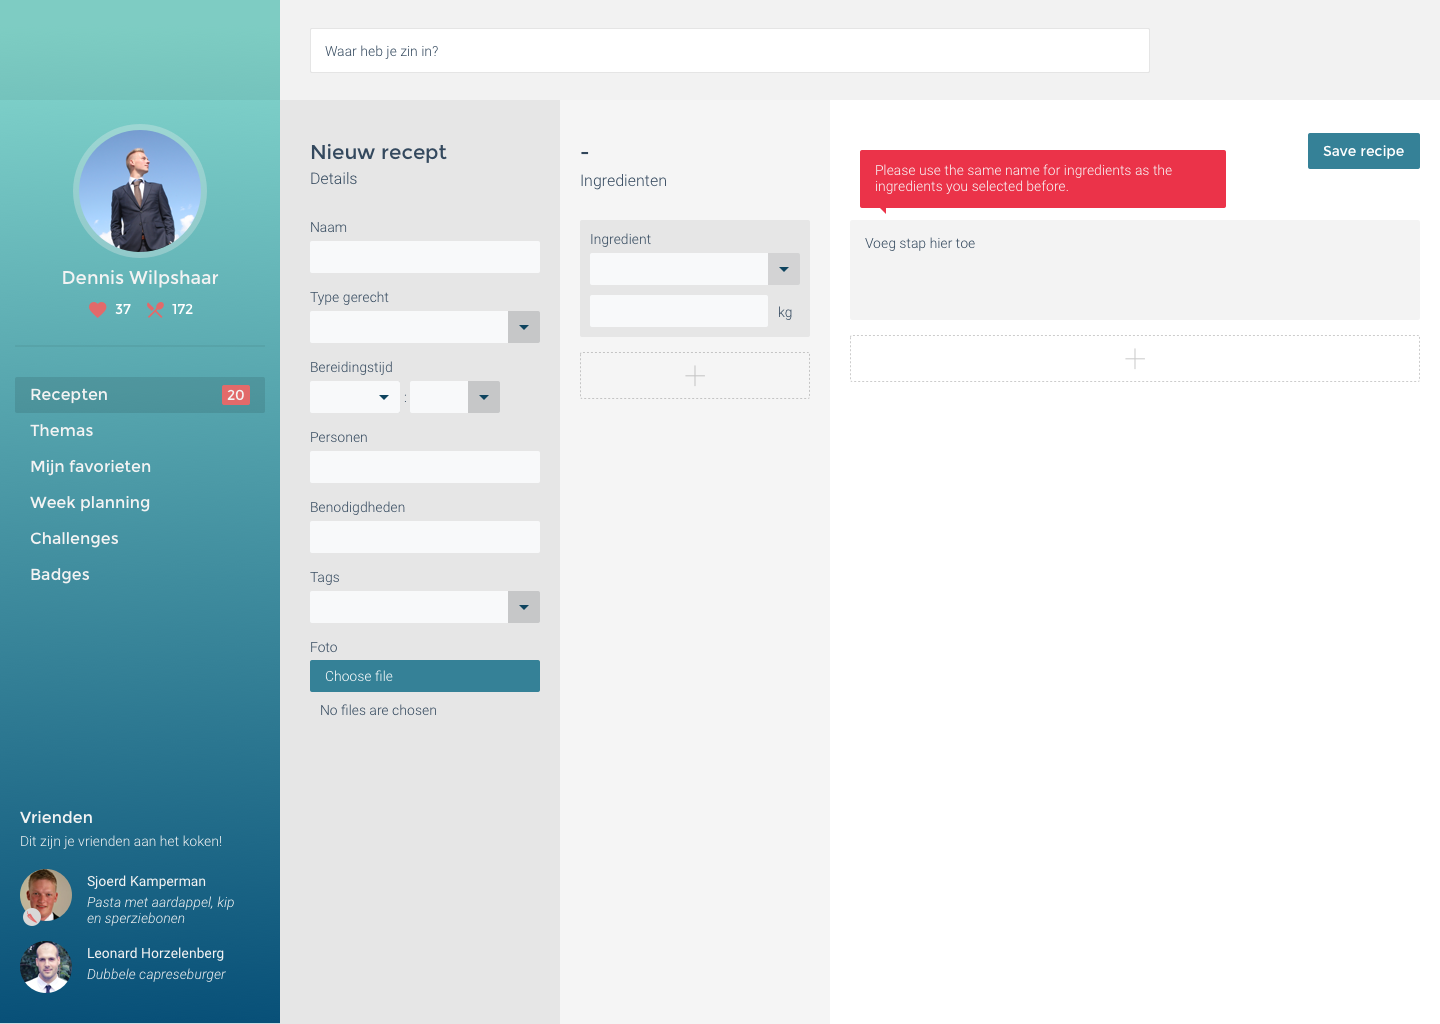 Waar heb je zin in?
Dennis Wilpshaar
37 172
Recepten 20
Themas
Mijn favorieten
Week planning
Challenges
Badges
Vrienden
Dit zijn je vrienden aan het koken!
Sjoerd Kamperman
Pasta met aardappel, kip
en sperziebonen
Leonard Horzelenberg
Dubbele capreseburger
Nieuw recept
Details
Naam
Type gerecht
Bereidingstijd
:
Personen
Benodigdheden
Tags
Foto
Choose file
No files are chosen
-
Ingredienten
Ingredient
kg
Save recipe
Please use the same name for ingredients as the
ingredients you selected before.
Voeg stap hier toe